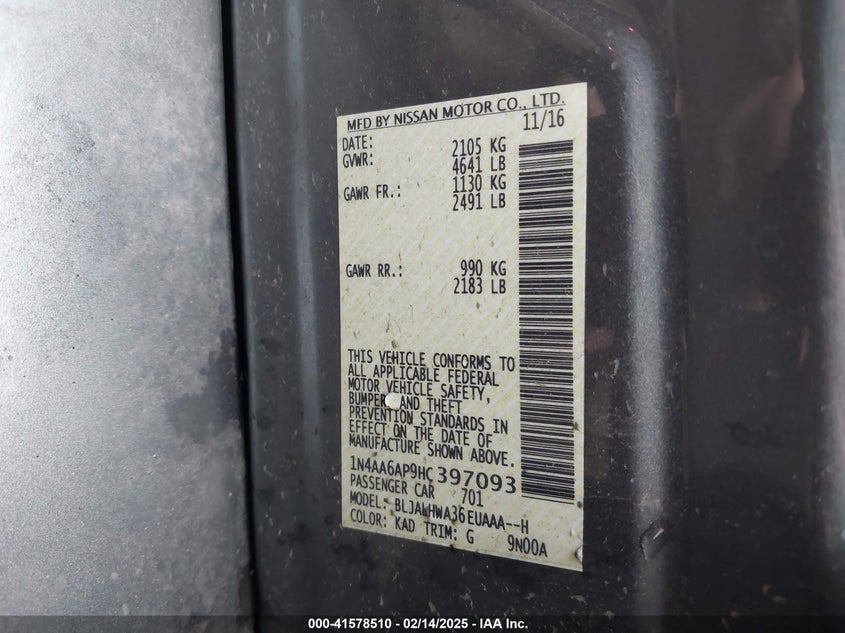 MFD BY NISSAN MOTOR CO., LTD.
DATE: 11/16
GVWR: 2105 KG
4641 LB
GAWR FR.: 1130 KG
2491 LB
GAWR RR.: 990 KG
2183 LB
THIS VEHICLE CONFORMS TO
ALL APPLICABLE FEDERAL
MOTOR VEHICLE SAFETY,
BUMPER AND THEFT
PREVENTION STANDARDS IN
EFFECT ON THE DATE OF
MANUFACTURE SHOWN ABOVE.
1N4AA6AP9HC397093
PASSENGER CAR 701
MODEL: BLJALHWA36EUAAA--H
COLOR: KAD TRIM: G 9N00A
000-41578510 - 02/14/2025 - IAA Inc.